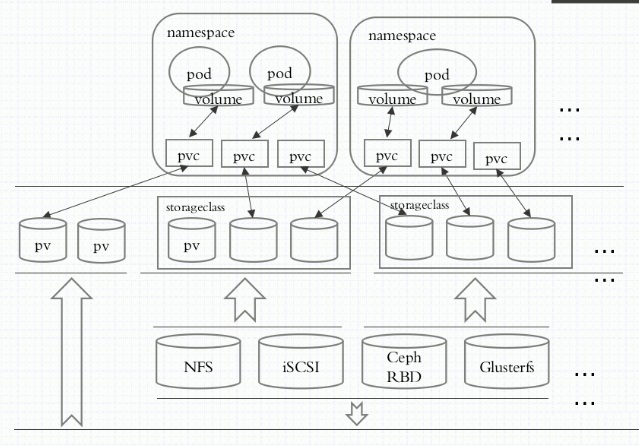 namespace
namespace
pod
pod
pod
volume
volume
volume
volume
...
...
pvc
pvc
pvc
pvc
pvc
pvc
storageclass
storageclass
pv
pv
pv
...
...
NFS
iSCSI
Ceph
RBD
Glusterfs
...
...